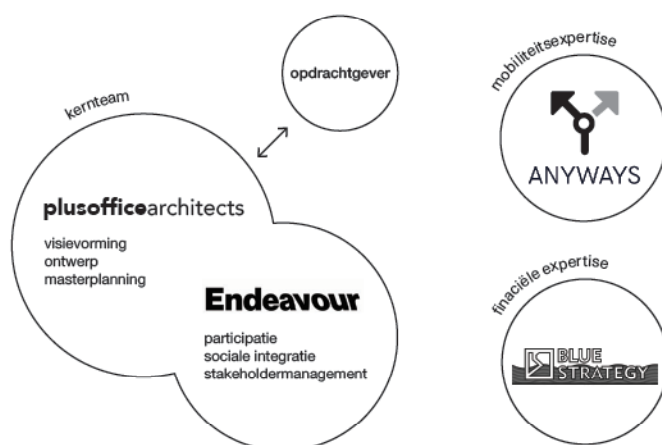 opdrachtgever
kernteam
plusofficearchitects
visievorming
ontwerp
masterplanning
Endeavour
participatie
sociale integratie
stakeholdermanagement
mobiliteitsexpertise
ANYWAYS
finaciële expertise
BLUE
STRATEGY